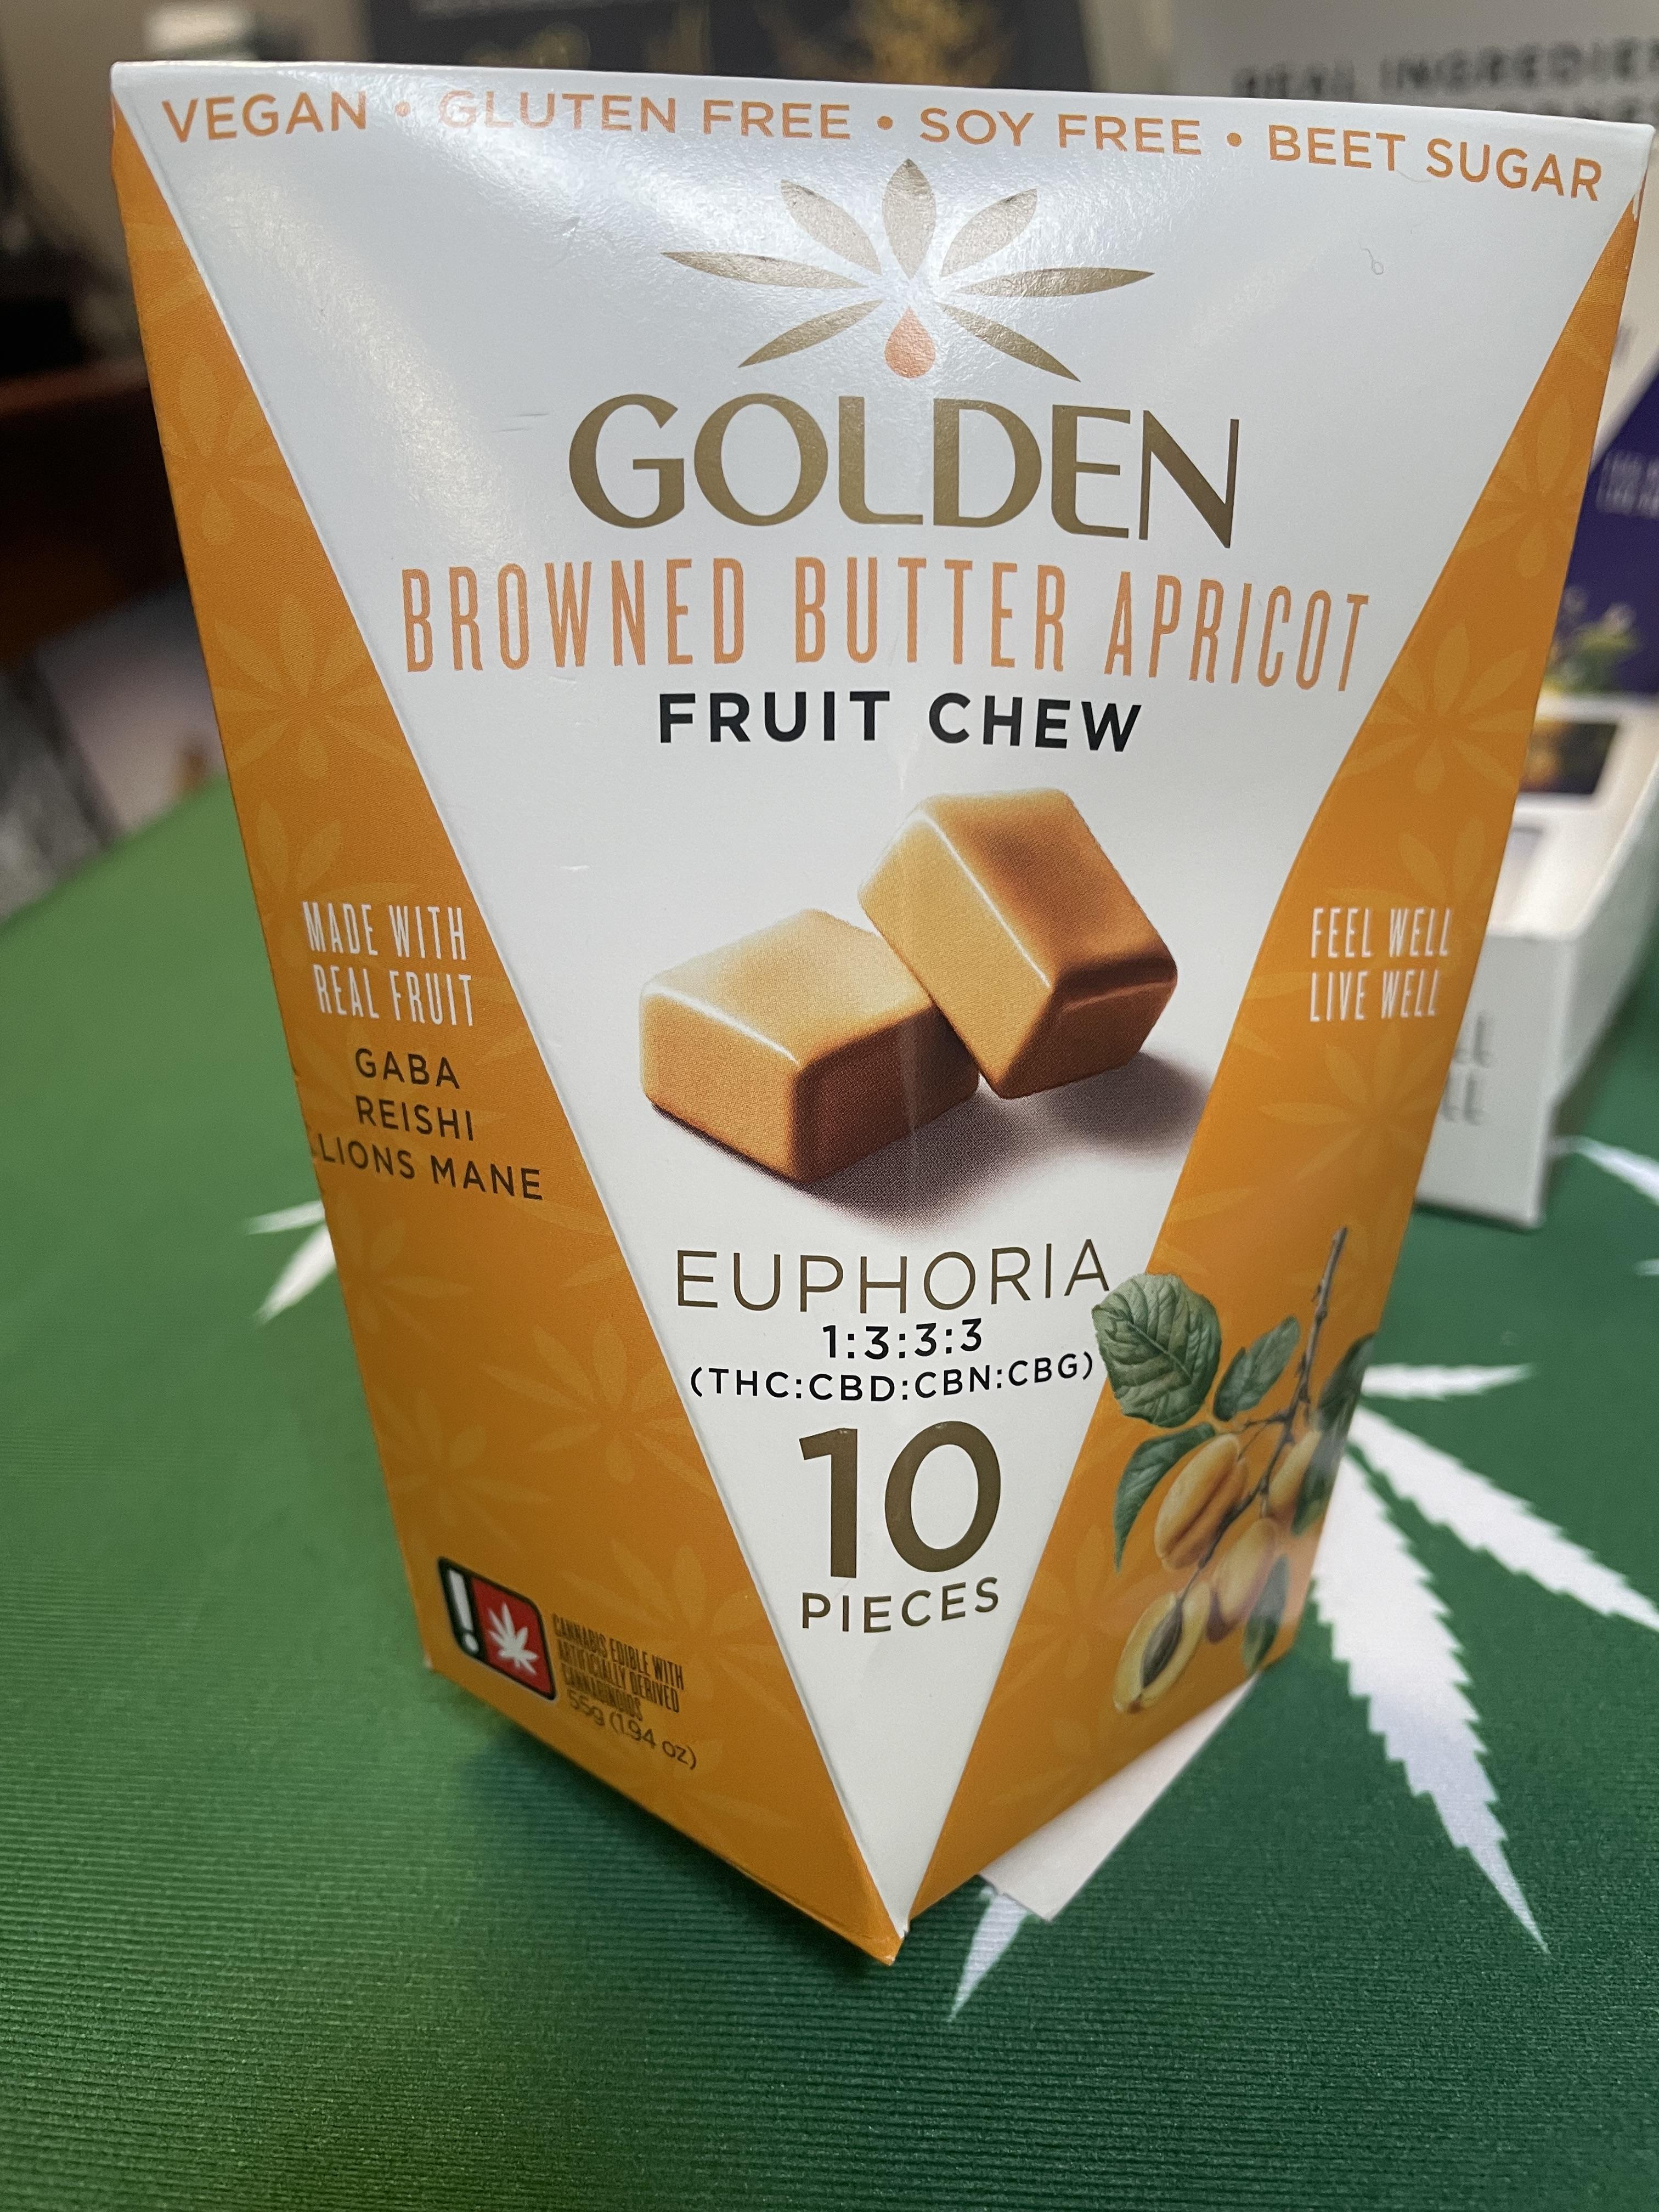 VEGAN • GLUTEN FREE • SOY FREE • BEET SUGAR
GOLDEN
BROWNED BUTTER APRICOT
FRUIT CHEW
MADE WITH
REAL FRUIT
GABA
REISHI
LIONS MANE
FEEL WELL
LIVE WELL
EUPHORIA
1:3:3:3
(THC:CBD:CBN:CBG)
10
PIECES
!
CANNABIS EDIBLE WITH
ARTIFICIALLY DERIVED
CANNABINOIDS
55g (1.94 oz)
REAL